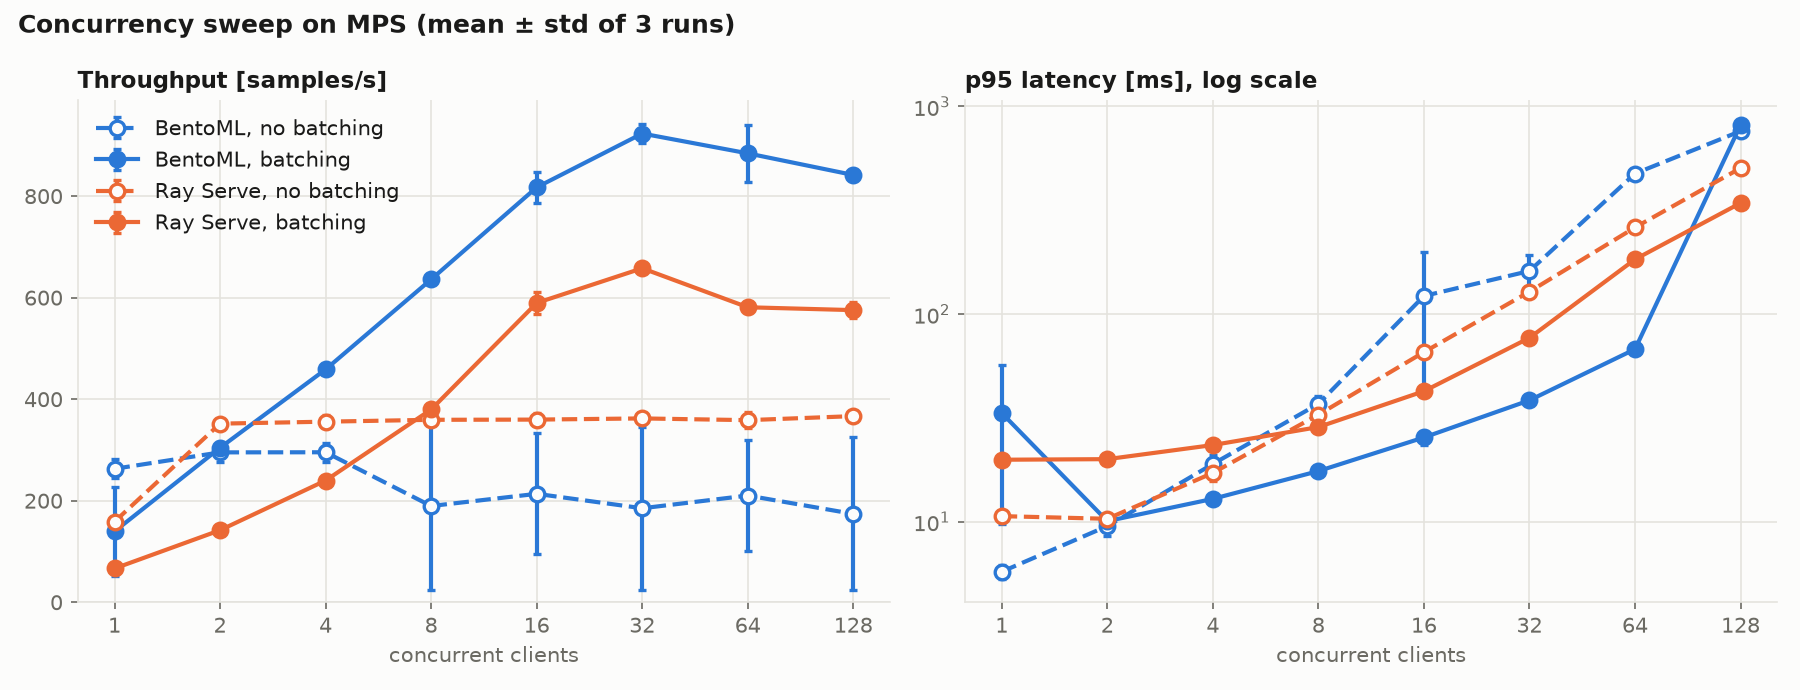 Concurrency sweep on MPS (mean ± std of 3 runs)
Throughput [samples/s]
BentoML, no batching
BentoML, batching
Ray Serve, no batching
Ray Serve, batching
800
600
400
200
0
1 2 4 8 16 32 64 128
concurrent clients
p95 latency [ms], log scale
10³
10²
10¹
1 2 4 8 16 32 64 128
concurrent clients